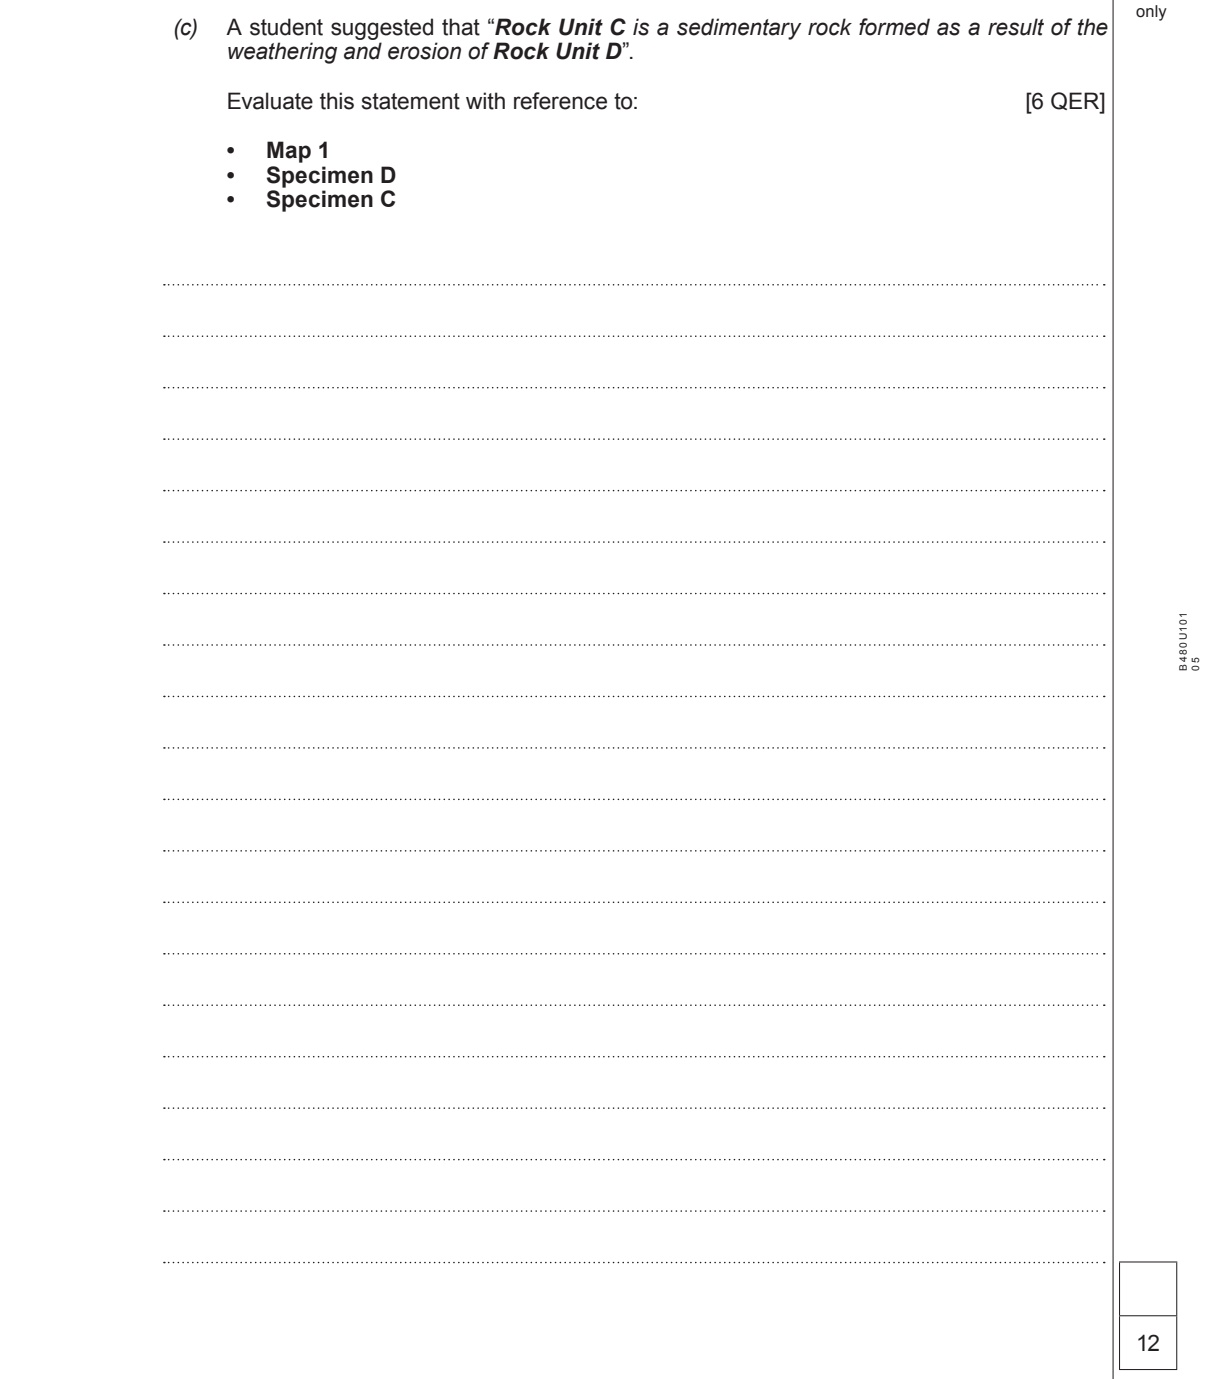 only
(c) A student suggested that “Rock Unit C is a sedimentary rock formed as a result of the
weathering and erosion of Rock Unit D”.
Evaluate this statement with reference to: [6 QER]
• Map 1
• Specimen D
• Specimen C
B480U101
05
12